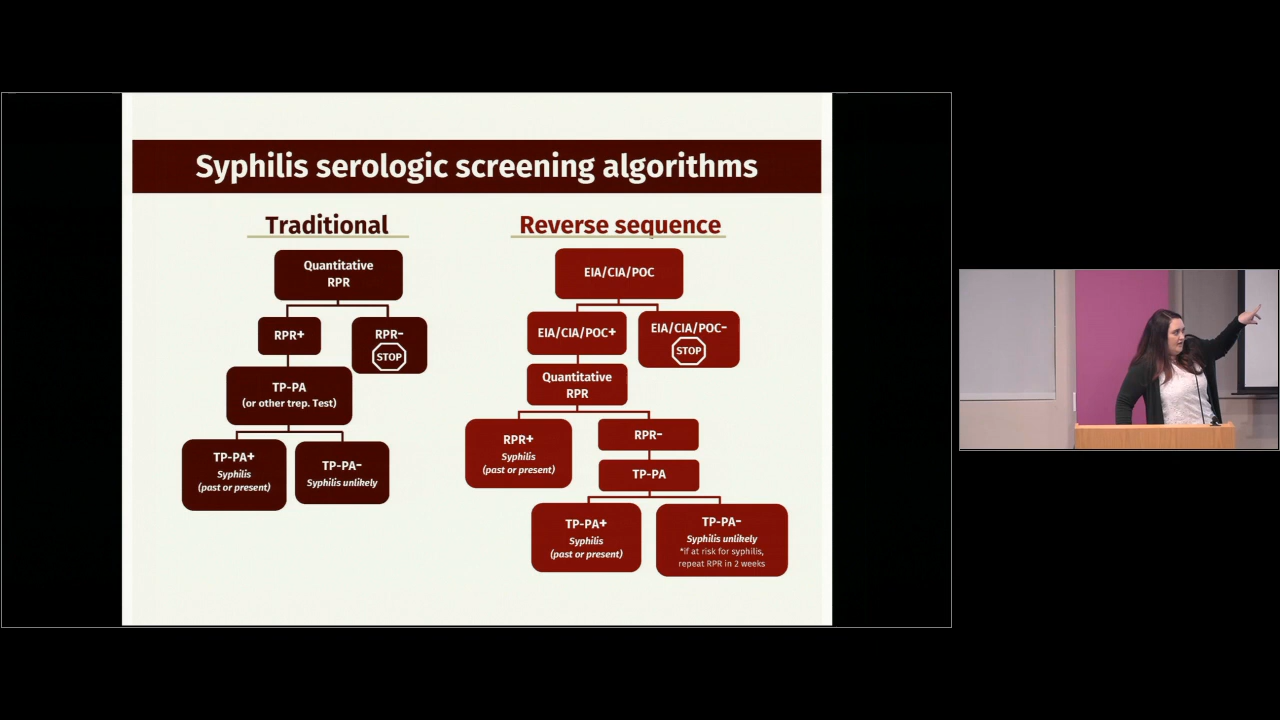 Syphilis serologic screening algorithms
Traditional
Quantitative
RPR
RPR+
RPR-
STOP
TP-PA
(or other trep. Test)
TP-PA+
Syphilis
(past or present)
TP-PA-
Syphilis unlikely
Reverse sequence
EIA/CIA/POC
EIA/CIA/POC+
EIA/CIA/POC-
STOP
Quantitative
RPR
RPR+
Syphilis
(past or present)
RPR-
TP-PA
TP-PA+
Syphilis
(past or present)
TP-PA-
Syphilis unlikely
*if at risk for syphilis,
repeat RPR in 2 weeks